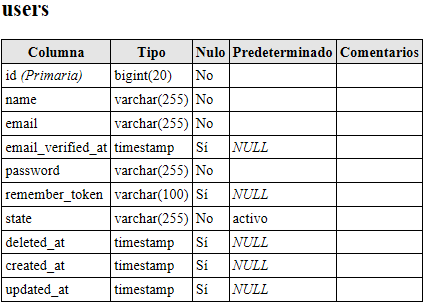 users
Columna Tipo Nulo Predeterminado Comentarios
id (Primaria) bigint(20) No
name varchar(255) No
email varchar(255) No
email_verified_at timestamp Sí NULL
password varchar(255) No
remember_token varchar(100) Sí NULL
state varchar(255) No activo
deleted_at timestamp Sí NULL
created_at timestamp Sí NULL
updated_at timestamp Sí NULL